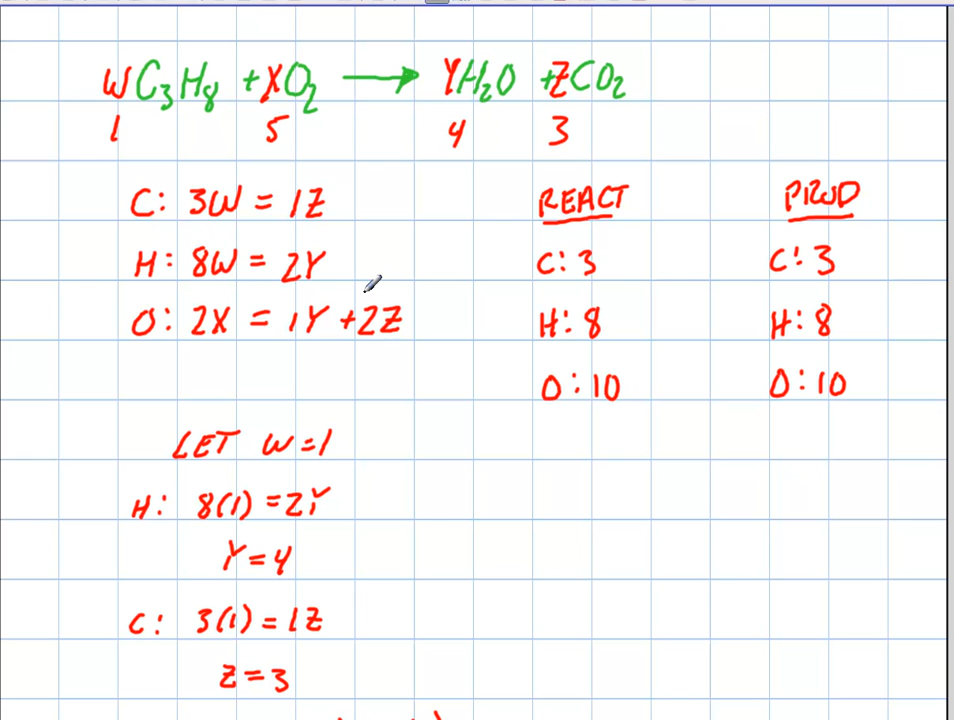 WC₃H₈ + XO₂ → YH₂O + ZCO₂
1 5 4 3
C: 3W = 1Z
H: 8W = 2Y
O: 2X = 1Y + 2Z
REACT
C: 3
H: 8
O: 10
PROD
C: 3
H: 8
O: 10
LET W = 1
H: 8(1) = 2Y
Y = 4
C: 3(1) = 1Z
Z = 3